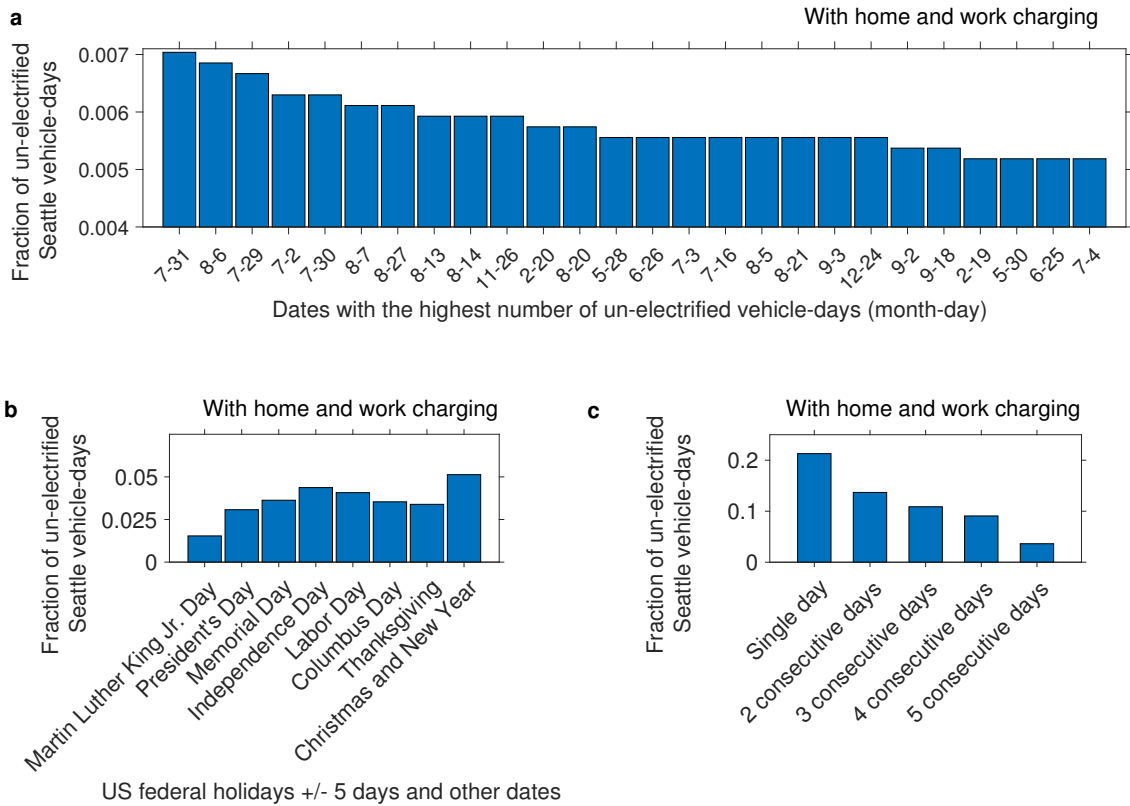 a
With home and work charging
Fraction of un-electrified
Seattle vehicle-days
0.007
0.006
0.005
0.004
7-31 8-6 7-29 7-2 7-30 8-7 8-27 8-13 8-14 11-26 2-20 8-20 5-28 6-26 7-3 7-16 8-5 8-21 9-3 12-24 9-2 9-18 2-19 5-30 6-25 7-4
Dates with the highest number of un-electrified vehicle-days (month-day)
b
With home and work charging
Fraction of un-electrified
Seattle vehicle-days
0.05
0.025
0
Martin Luther King Jr. Day
President's Day
Memorial Day
Independence Day
Labor Day
Columbus Day
Thanksgiving
Christmas and New Year
US federal holidays +/- 5 days and other dates
c
With home and work charging
Fraction of un-electrified
Seattle vehicle-days
0.2
0.1
0
Single day
2 consecutive days
3 consecutive days
4 consecutive days
5 consecutive days